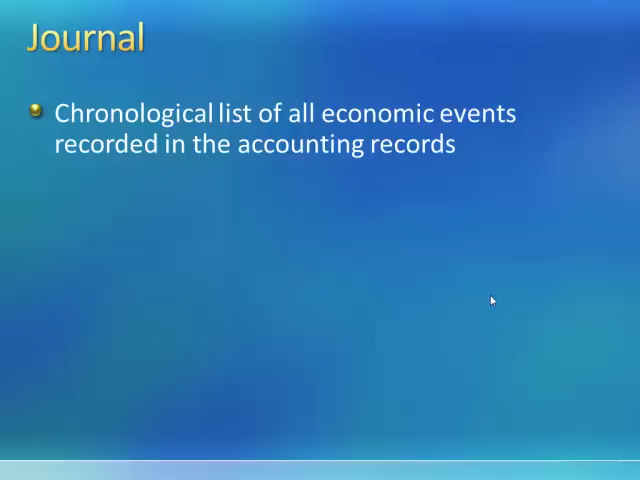 Journal
Chronological list of all economic events
recorded in the accounting records